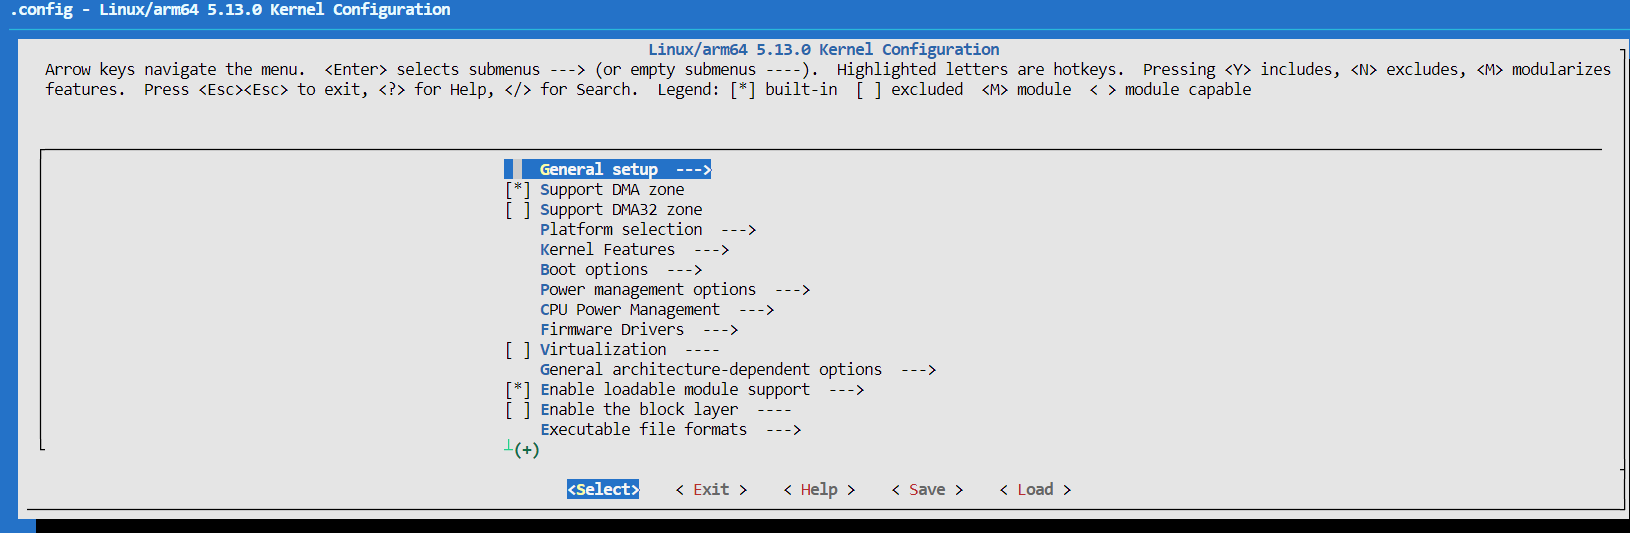 .config - Linux/arm64 5.13.0 Kernel Configuration
Linux/arm64 5.13.0 Kernel Configuration
Arrow keys navigate the menu.  <Enter> selects submenus ---> (or empty submenus ----).  Highlighted letters are hotkeys.  Pressing <Y> includes, <N> excludes, <M> modularizes
features.  Press <Esc><Esc> to exit, <?> for Help, </> for Search.  Legend: [*] built-in  [ ] excluded  <M> module  < > module capable
General setup  --->
[*] Support DMA zone
[ ] Support DMA32 zone
Platform selection  --->
Kernel Features  --->
Boot options  --->
Power management options  --->
CPU Power Management  --->
Firmware Drivers  --->
[ ] Virtualization  ----
General architecture-dependent options  --->
[*] Enable loadable module support  --->
[ ] Enable the block layer  ----
Executable file formats  --->
┴(+)
<Select>    < Exit >    < Help >    < Save >    < Load >